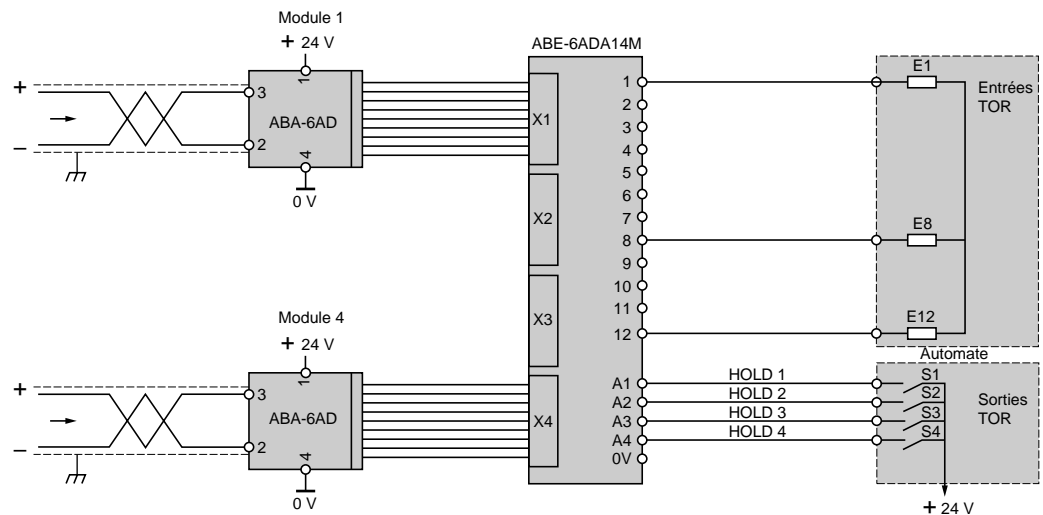 Module 1
+ 24 V
ABE-6ADA14M
+
–
3
2
1
4
ABA-6AD
0 V
X1
X2
X3
X4
1
2
3
4
5
6
7
8
9
10
11
12
A1
A2
A3
A4
0V
E1
Entrées
TOR
E8
E12
Automate
Module 4
+ 24 V
+
–
3
2
1
4
ABA-6AD
0 V
HOLD 1
HOLD 2
HOLD 3
HOLD 4
S1
S2
S3
S4
Sorties
TOR
+ 24 V